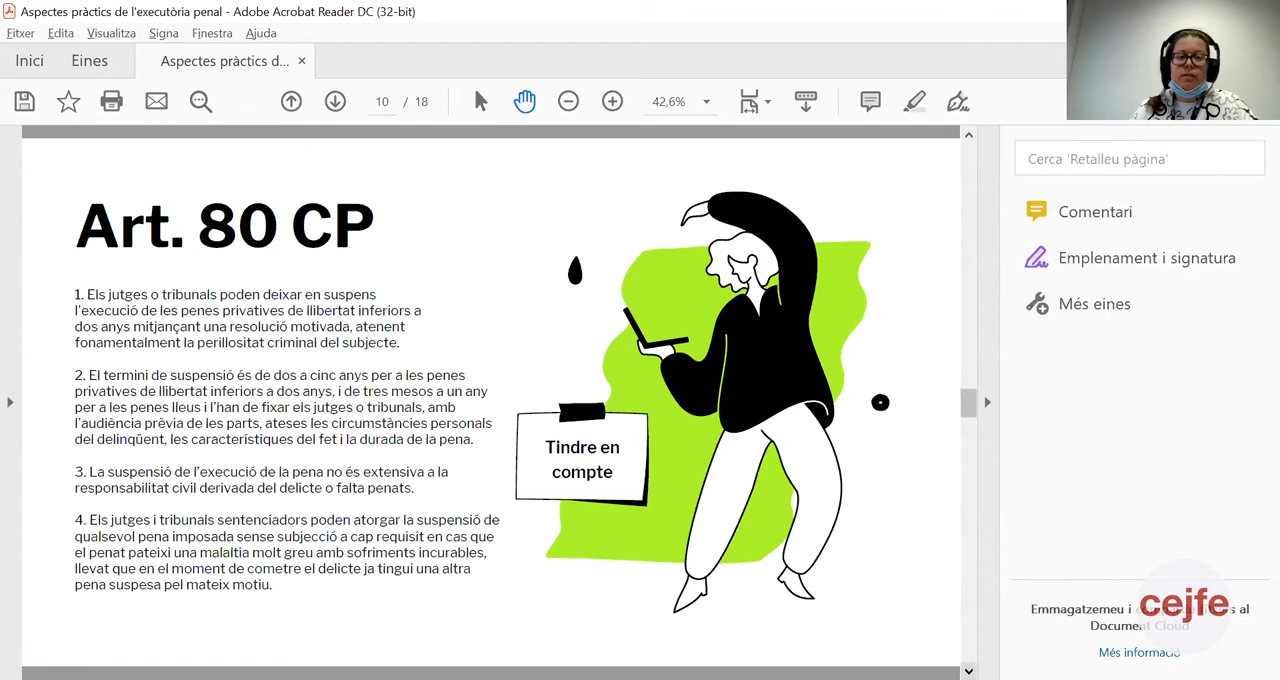 Aspectes pràctics de l'executòria penal - Adobe Acrobat Reader DC (32-bit)
Fitxer Edita Visualitza Signa Finestra Ajuda
Inici Eines Aspectes pràctics d... ×
10 / 18 42,6%
Cerca 'Retalleu pàgina'
Comentari
Emplenament i signatura
Més eines
Art. 80 CP
1. Els jutges o tribunals poden deixar en suspens
l'execució de les penes privatives de llibertat inferiors a
dos anys mitjançant una resolució motivada, atenent
fonamentalment la perillositat criminal del subjecte.
2. El termini de suspensió és de dos a cinc anys per a les penes
privatives de llibertat inferiors a dos anys, i de tres mesos a un any
per a les penes lleus i l'han de fixar els jutges o tribunals, amb
l'audiència prèvia de les parts, ateses les circumstàncies personals
del delinqüent, les característiques del fet i la durada de la pena.
3. La suspensió de l'execució de la pena no és extensiva a la
responsabilitat civil derivada del delicte o falta penats.
4. Els jutges i tribunals sentenciadors poden atorgar la suspensió de
qualsevol pena imposada sense subjecció a cap requisit en cas que
el penat pateixi una malaltia molt greu amb sofriments incurables,
llevat que en el moment de cometre el delicte ja tingui una altra
pena suspesa pel mateix motiu.
Tindre en
compte
cejfe
Emmagatzemeu i al
Document Cloud
Més informació